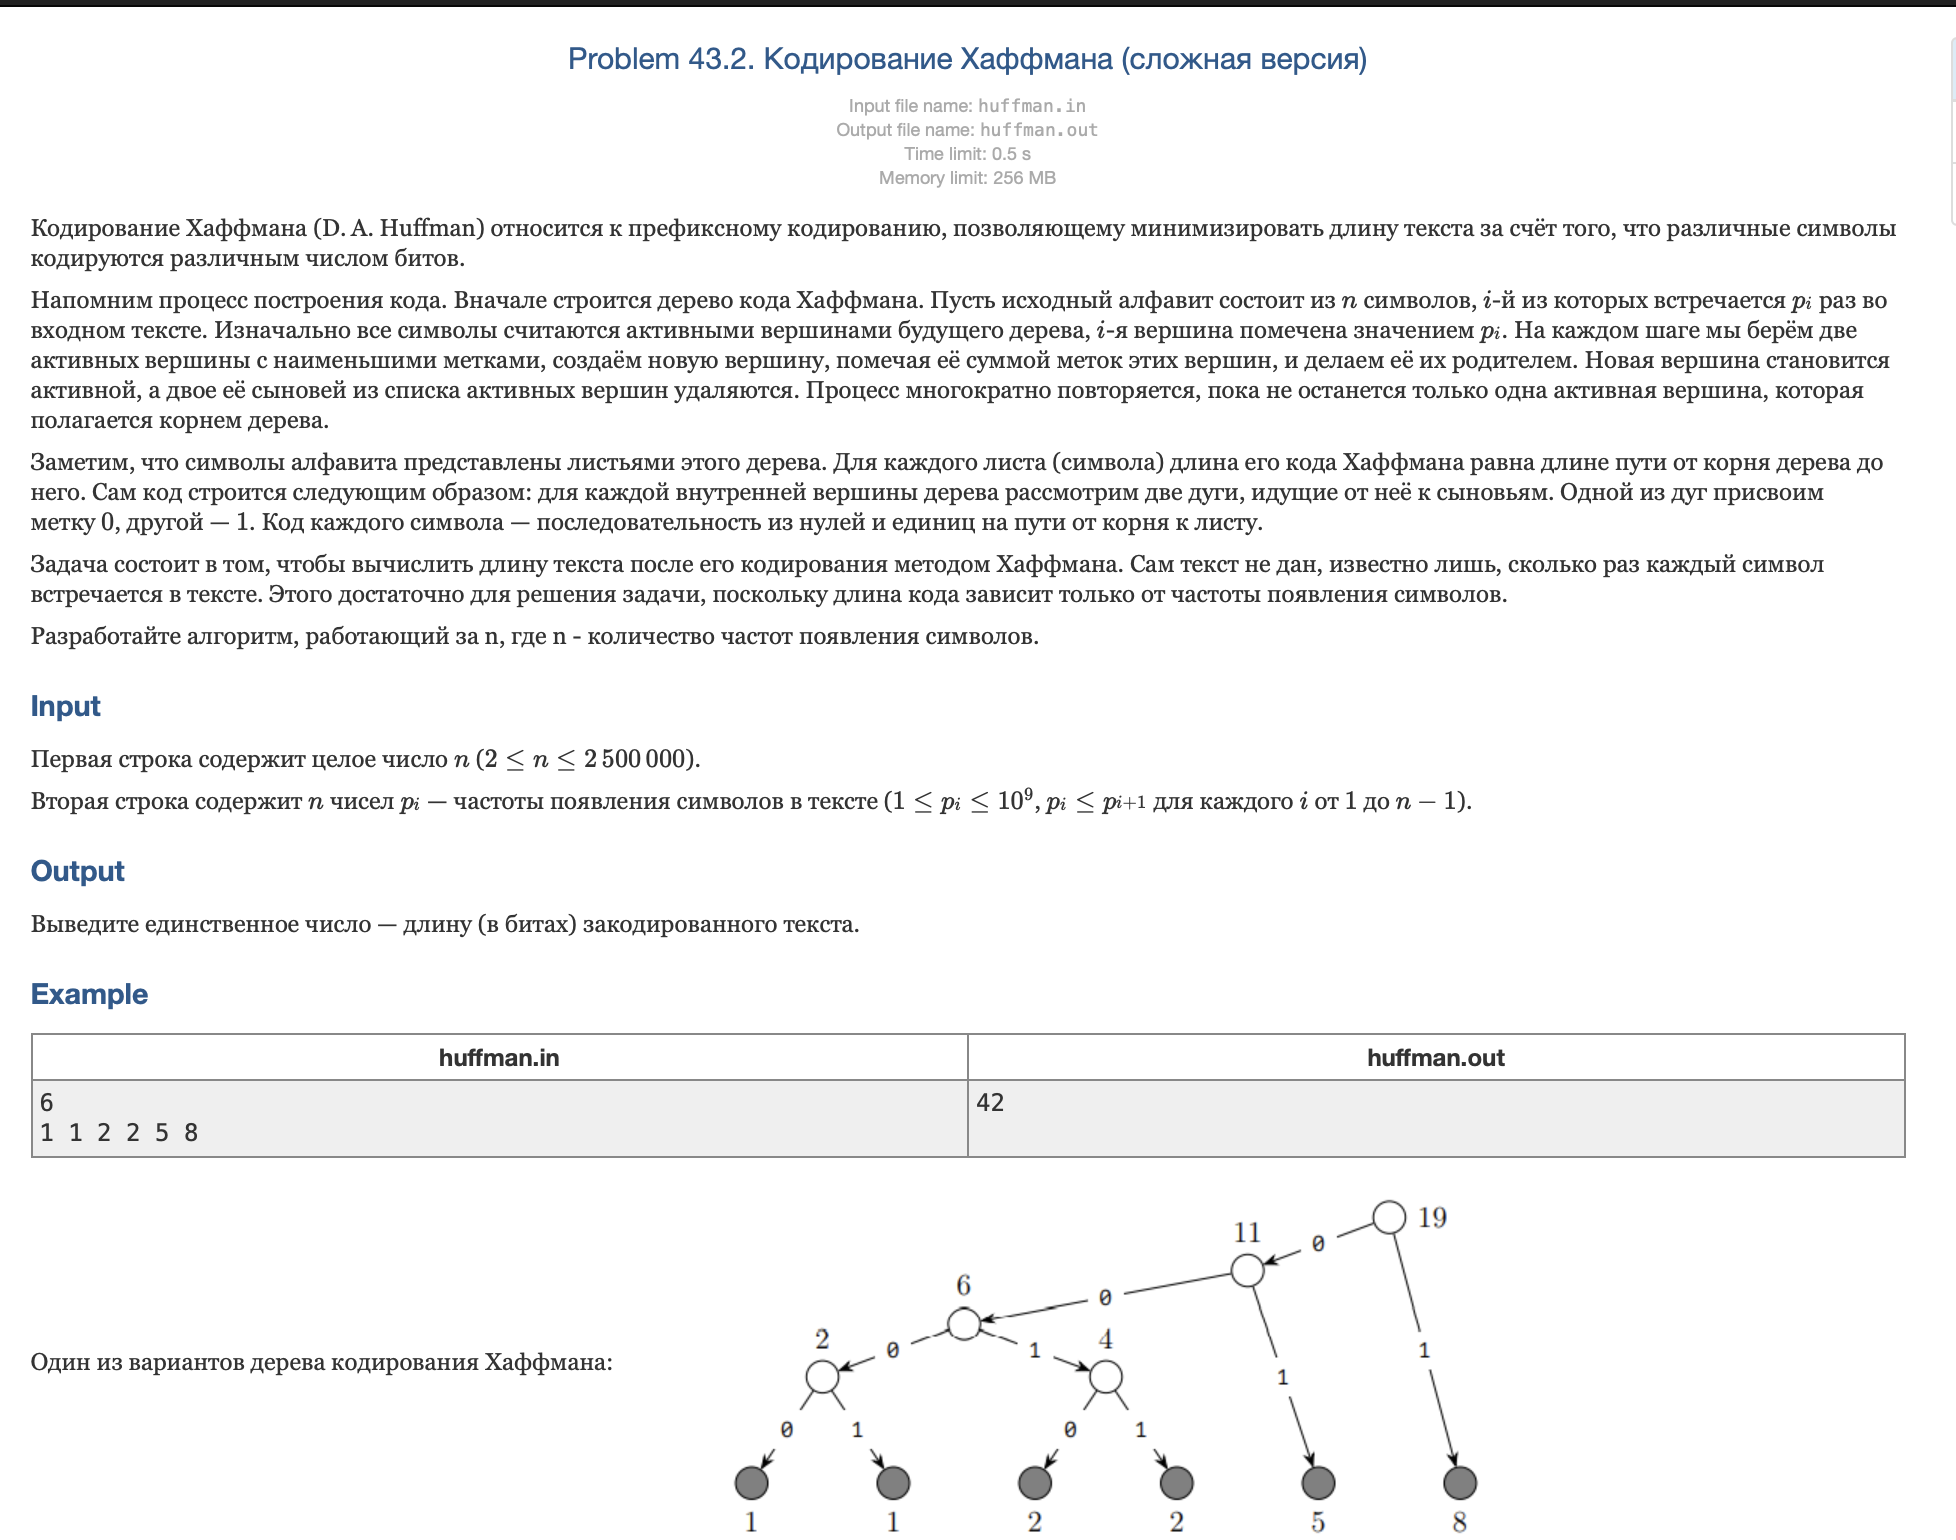 Problem 43.2. Кодирование Хаффмана (сложная версия)
Input file name: huffman.in
Output file name: huffman.out
Time limit: 0.5 s
Memory limit: 256 MB
Кодирование Хаффмана (D. A. Huffman) относится к префиксному кодированию, позволяющему минимизировать длину текста за счёт того, что различные символы
кодируются различным числом битов.
Напомним процесс построения кода. Вначале строится дерево кода Хаффмана. Пусть исходный алфавит состоит из n символов, i-й из которых встречается pᵢ раз во
входном тексте. Изначально все символы считаются активными вершинами будущего дерева, i-я вершина помечена значением pᵢ. На каждом шаге мы берём две
активных вершины с наименьшими метками, создаём новую вершину, помечая её суммой меток этих вершин, и делаем её их родителем. Новая вершина становится
активной, а двое её сыновей из списка активных вершин удаляются. Процесс многократно повторяется, пока не останется только одна активная вершина, которая
полагается корнем дерева.
Заметим, что символы алфавита представлены листьями этого дерева. Для каждого листа (символа) длина его кода Хаффмана равна длине пути от корня дерева до
него. Сам код строится следующим образом: для каждой внутренней вершины дерева рассмотрим две дуги, идущие от неё к сыновьям. Одной из дуг присвоим
метку 0, другой — 1. Код каждого символа — последовательность из нулей и единиц на пути от корня к листу.
Задача состоит в том, чтобы вычислить длину текста после его кодирования методом Хаффмана. Сам текст не дан, известно лишь, сколько раз каждый символ
встречается в тексте. Этого достаточно для решения задачи, поскольку длина кода зависит только от частоты появления символов.
Разработайте алгоритм, работающий за n, где n - количество частот появления символов.
Input
Первая строка содержит целое число n (2 ≤ n ≤ 2 500 000).
Вторая строка содержит n чисел pᵢ — частоты появления символов в тексте (1 ≤ pᵢ ≤ 10⁹, pᵢ ≤ pᵢ₊₁ для каждого i от 1 до n − 1).
Output
Выведите единственное число — длину (в битах) закодированного текста.
Example
huffman.in huffman.out
6 42
1 1 2 2 5 8
Один из вариантов дерева кодирования Хаффмана:
19
11
0
6
0
2 4
0 1 1
1
0 1 0 1
1 1 2 2 5 8